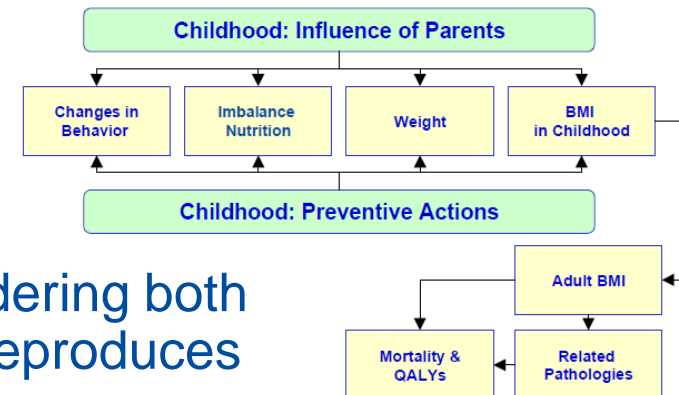 Childhood: Influence of Parents
Changes in
Behavior
Imbalance
Nutrition
Weight
BMI
in Childhood
Childhood: Preventive Actions
dering both
eproduces
Adult BMI
Mortality &
QALYs
Related
Pathologies